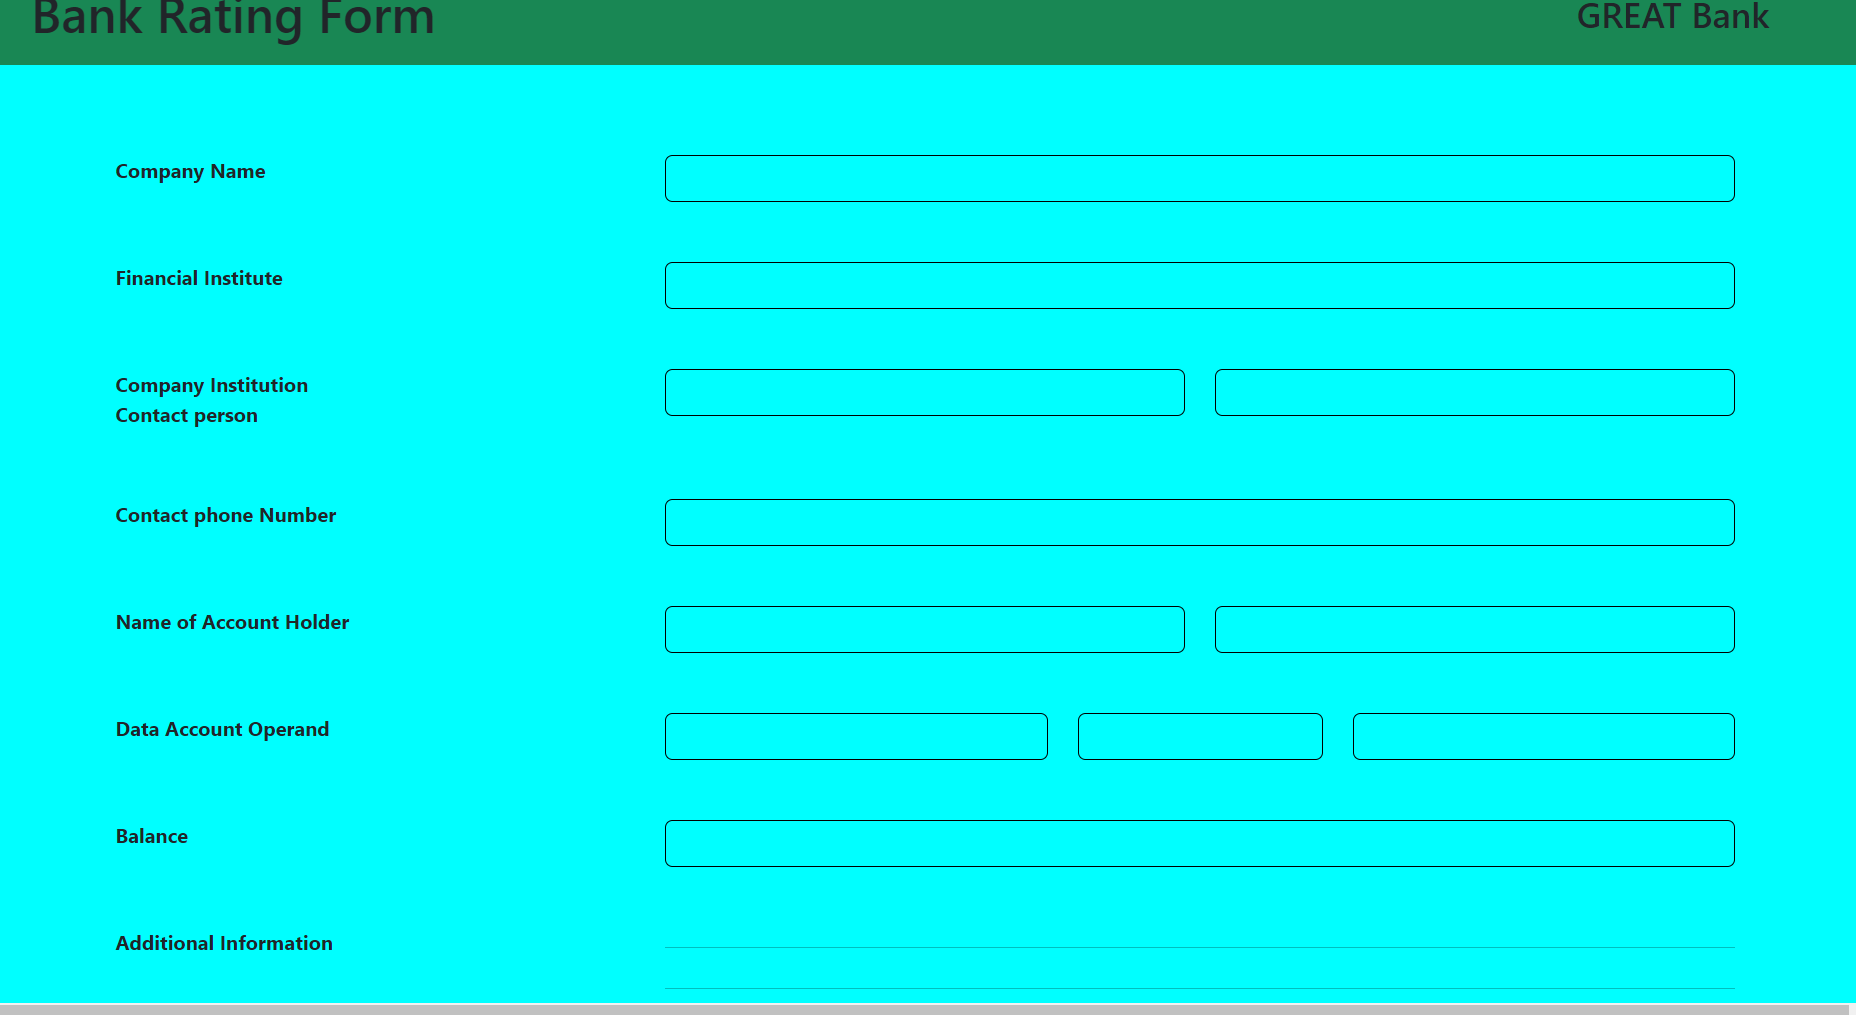 Bank Rating Form
GREAT Bank
Company Name
Financial Institute
Company Institution
Contact person
Contact phone Number
Name of Account Holder
Data Account Operand
Balance
Additional Information